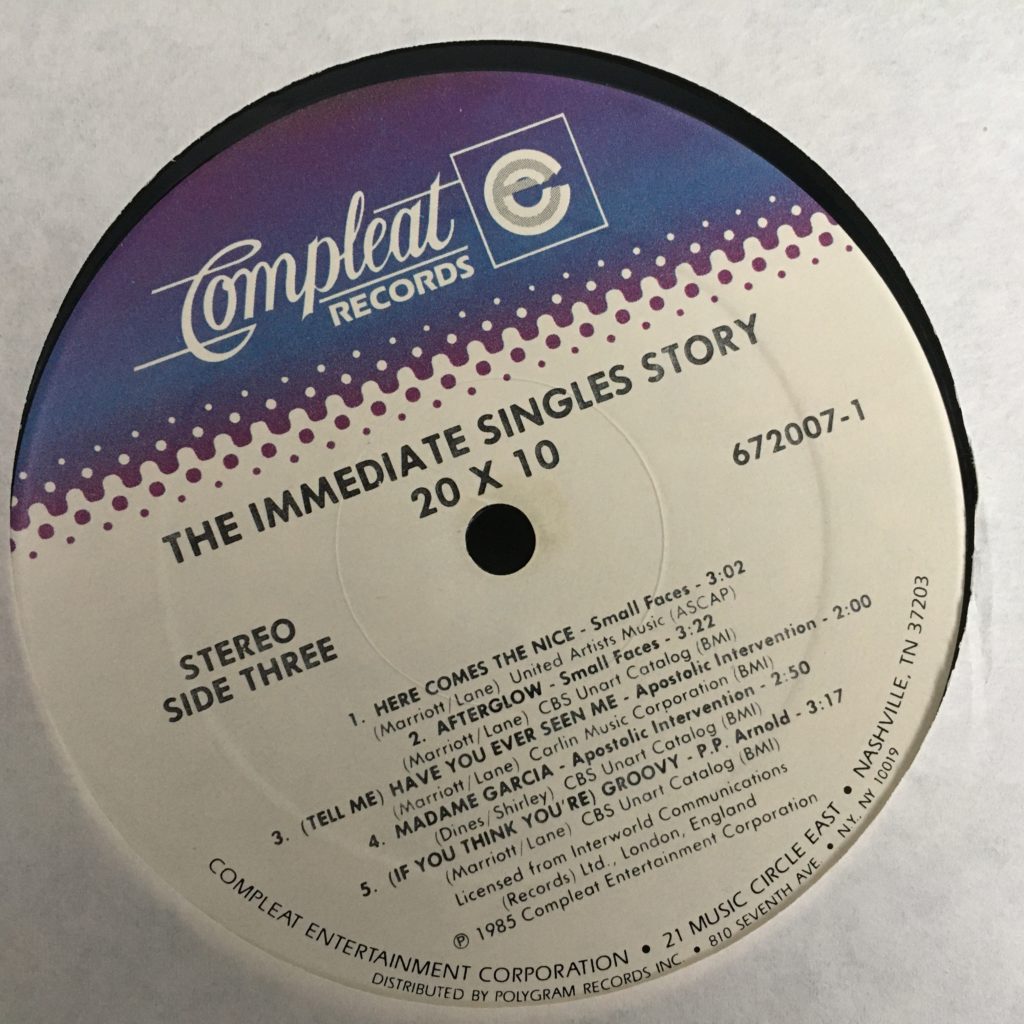 Compleat
RECORDS
THE IMMEDIATE SINGLES STORY
20 X 10
672007-1
STEREO
SIDE THREE
1. HERE COMES THE NICE - Small Faces - 3:02
(Marriott/Lane) United Artists Music (ASCAP)
2. AFTERGLOW - Small Faces - 3:22
(Marriott/Lane) CBS Unart Catalog (BMI)
3. (TELL ME) HAVE YOU EVER SEEN ME - Apostolic Intervention - 2:00
(Marriott/Lane) Carlin Music Corporation (BMI)
4. MADAME GARCIA - Apostolic Intervention - 2:50
(Dines/Shirley) CBS Unart Catalog (BMI)
5. (IF YOU THINK YOU'RE) GROOVY - P.P. Arnold - 3:17
(Marriott/Lane) CBS Unart Catalog (BMI)
Licensed from Interworld Communications
(Records) Ltd., London, England
℗ 1985 Compleat Entertainment Corporation
COMPLEAT ENTERTAINMENT CORPORATION • 21 MUSIC CIRCLE EAST • NASHVILLE, TN 37203
DISTRIBUTED BY POLYGRAM RECORDS INC • 810 SEVENTH AVE • N.Y. NY 10019